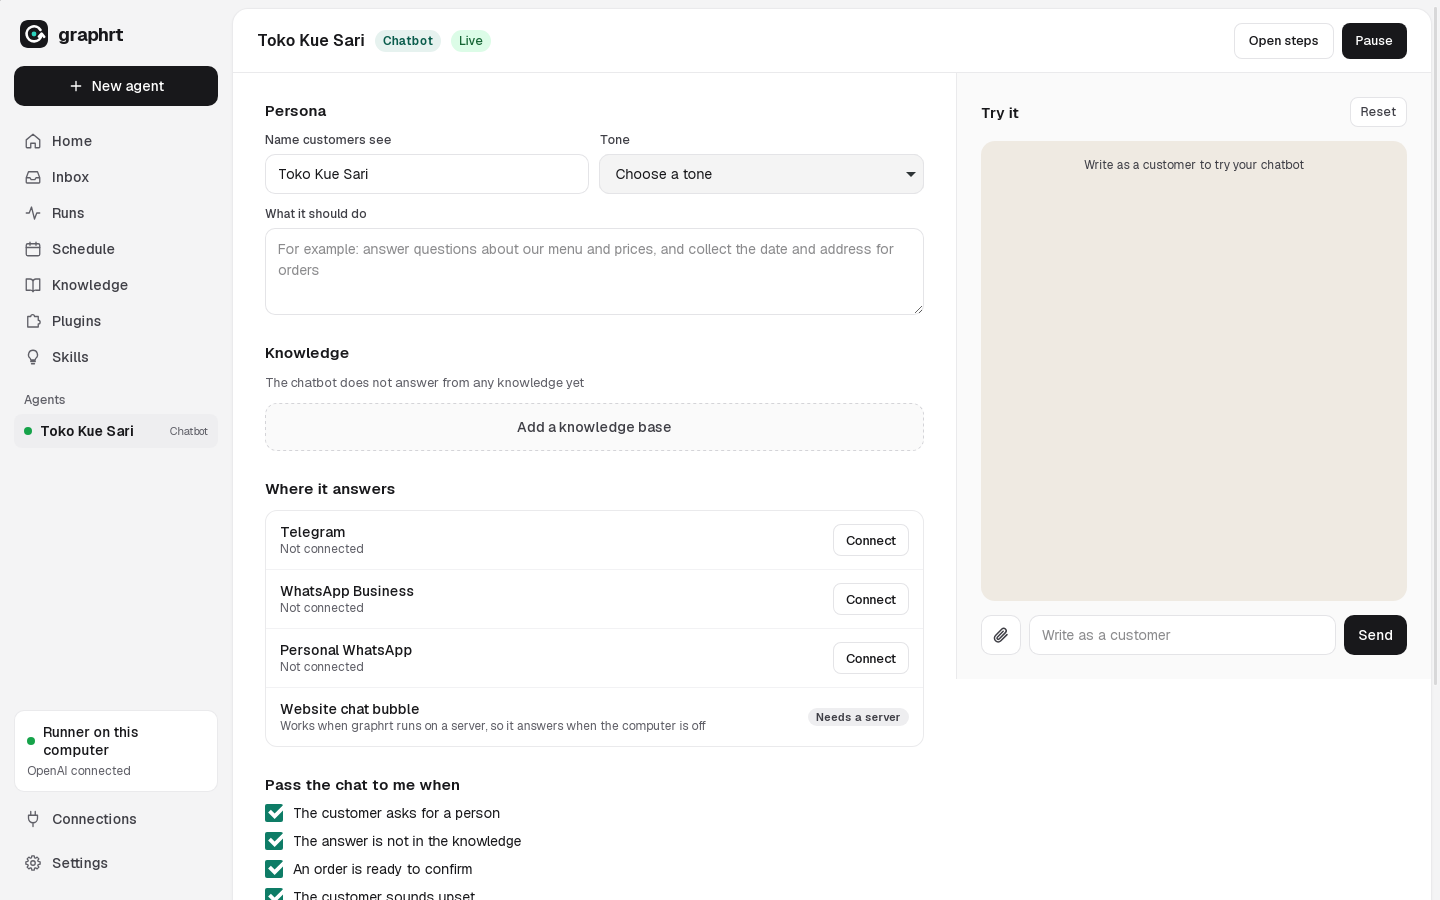 graphrt
New agent
Home
Inbox
Runs
Schedule
Knowledge
Plugins
Skills
Agents
Toko Kue Sari Chatbot
Runner on this
computer
OpenAI connected
Connections
Settings
Toko Kue Sari Chatbot Live
Open steps Pause
Persona
Name customers see Tone
Toko Kue Sari Choose a tone
What it should do
For example: answer questions about our menu and prices, and collect the date and address for
orders
Knowledge
The chatbot does not answer from any knowledge yet
Add a knowledge base
Where it answers
Telegram
Not connected
Connect
WhatsApp Business
Not connected
Connect
Personal WhatsApp
Not connected
Connect
Website chat bubble
Works when graphrt runs on a server, so it answers when the computer is off
Needs a server
Pass the chat to me when
The customer asks for a person
The answer is not in the knowledge
An order is ready to confirm
The customer sounds upset
Try it Reset
Write as a customer to try your chatbot
Write as a customer Send